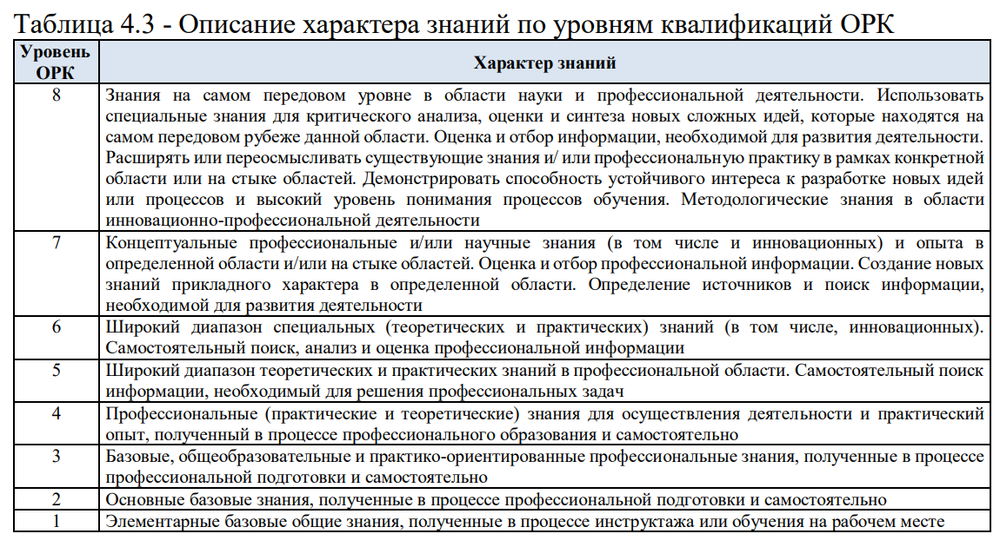 Таблица 4.3 - Описание характера знаний по уровням квалификаций ОРК
Уровень
ОРК
Характер знаний
8
Знания на самом передовом уровне в области науки и профессиональной деятельности. Использовать
специальные знания для критического анализа, оценки и синтеза новых сложных идей, которые находятся на
самом передовом рубеже данной области. Оценка и отбор информации, необходимой для развития деятельности.
Расширять или переосмысливать существующие знания и/ или профессиональную практику в рамках конкретной
области или на стыке областей. Демонстрировать способность устойчивого интереса к разработке новых идей
или процессов и высокий уровень понимания процессов обучения. Методологические знания в области
инновационно-профессиональной деятельности
7
Концептуальные профессиональные и/или научные знания (в том числе и инновационных) и опыта в
определенной области и/или на стыке областей. Оценка и отбор профессиональной информации. Создание новых
знаний прикладного характера в определенной области. Определение источников и поиск информации,
необходимой для развития деятельности
6
Широкий диапазон специальных (теоретических и практических) знаний (в том числе, инновационных).
Самостоятельный поиск, анализ и оценка профессиональной информации
5
Широкий диапазон теоретических и практических знаний в профессиональной области. Самостоятельный поиск
информации, необходимый для решения профессиональных задач
4
Профессиональные (практические и теоретические) знания для осуществления деятельности и практический
опыт, полученный в процессе профессионального образования и самостоятельно
3
Базовые, общеобразовательные и практико-ориентированные профессиональные знания, полученные в процессе
профессиональной подготовки и самостоятельно
2
Основные базовые знания, полученные в процессе профессиональной подготовки и самостоятельно
1
Элементарные базовые общие знания, полученные в процессе инструктажа или обучения на рабочем месте